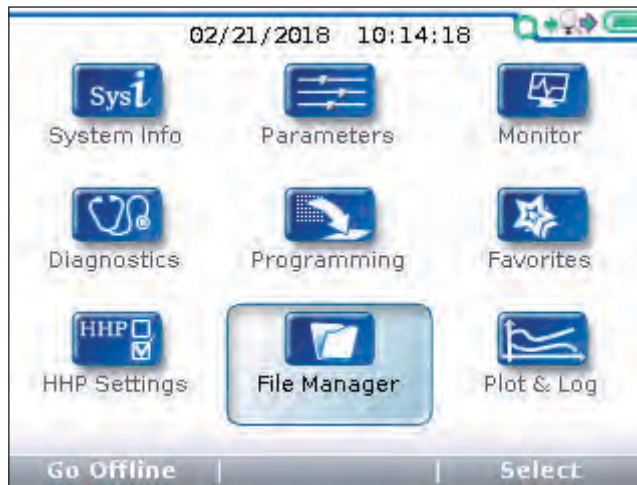 02/21/2018 10:14:18
Sysi
System Info Parameters Monitor
Diagnostics Programming Favorites
HHP
HHP Settings File Manager Plot & Log
Go Offline Select